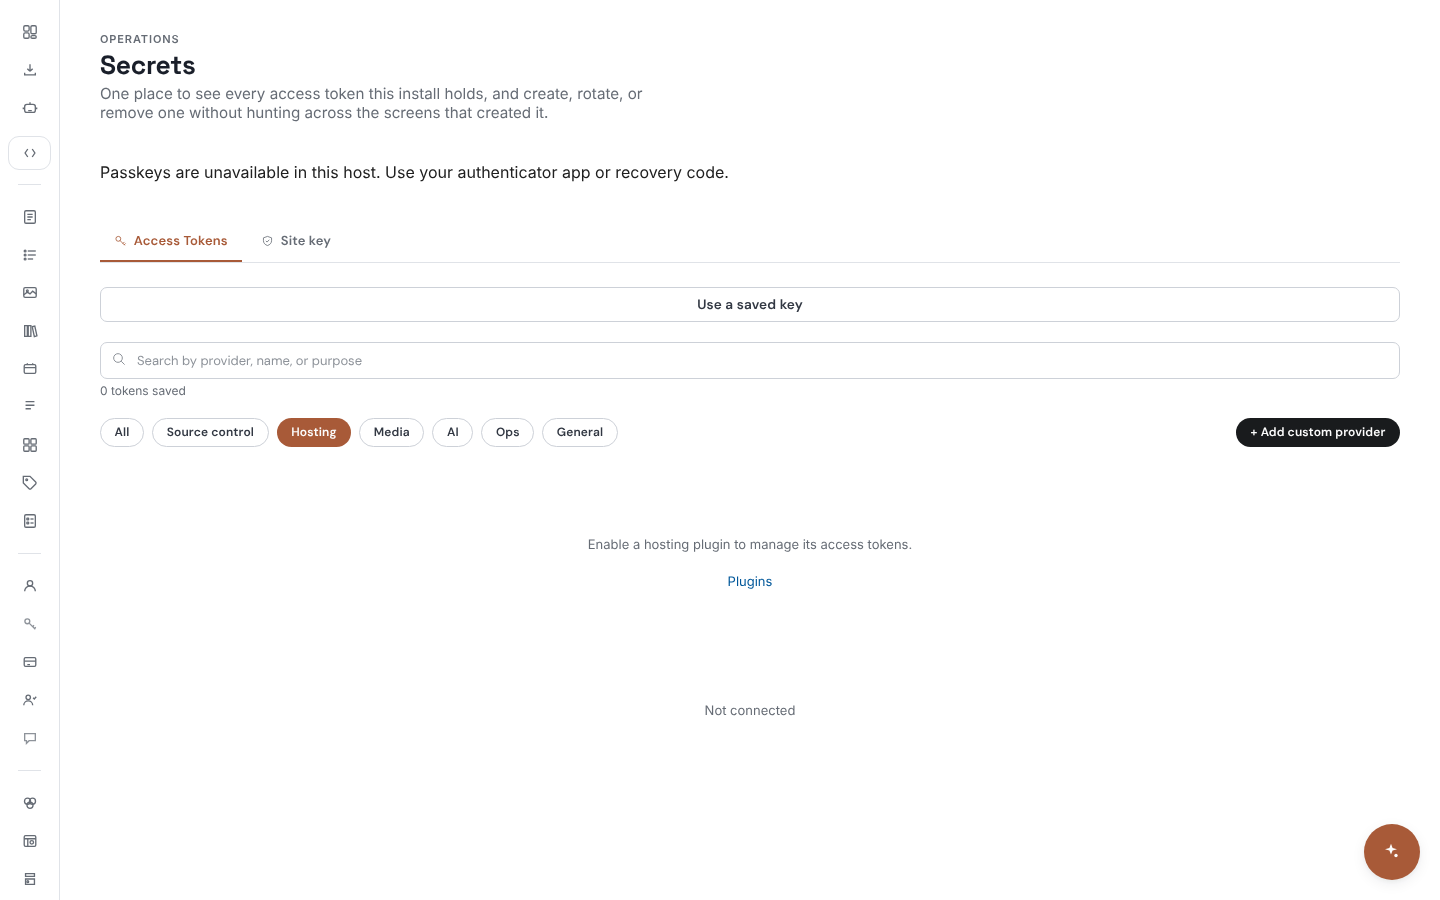 OPERATIONS
Secrets
One place to see every access token this install holds, and create, rotate, or
remove one without hunting across the screens that created it.
Passkeys are unavailable in this host. Use your authenticator app or recovery code.
Access Tokens
Site key
Use a saved key
Search by provider, name, or purpose
0 tokens saved
All
Source control
Hosting
Media
AI
Ops
General
+ Add custom provider
Enable a hosting plugin to manage its access tokens.
Plugins
Not connected